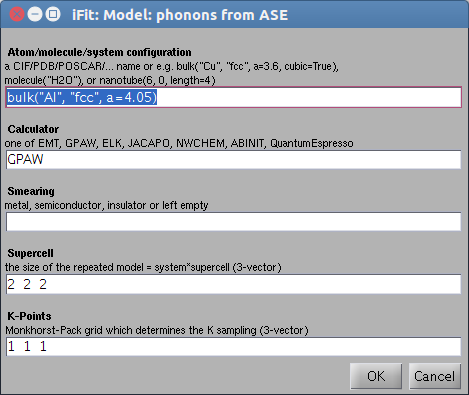 iFit: Model: phonons from ASE
Atom/molecule/system configuration
a CIF/PDB/POSCAR/... name or e.g. bulk("Cu", "fcc", a=3.6, cubic=True),
molecule("H2O"), or nanotube(6, 0, length=4)
bulk("Al", "fcc", a=4.05)
Calculator
one of EMT, GPAW, ELK, JACAPO, NWCHEM, ABINIT, QuantumEspresso
GPAW
Smearing
metal, semiconductor, insulator or left empty
Supercell
the size of the repeated model = system*supercell (3-vector)
2 2 2
K-Points
Monkhorst-Pack grid which determines the K sampling (3-vector)
1 1 1
OK Cancel